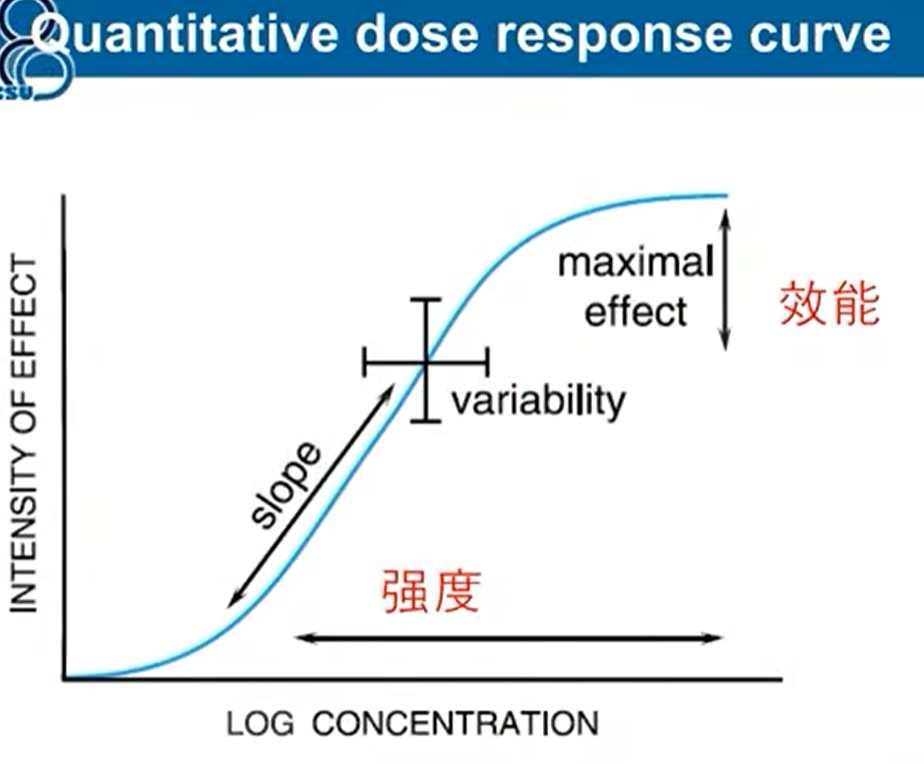 Quantitative dose response curve
CSU
maximal
effect
效能
INTENSITY OF EFFECT
variability
slope
强度
LOG CONCENTRATION